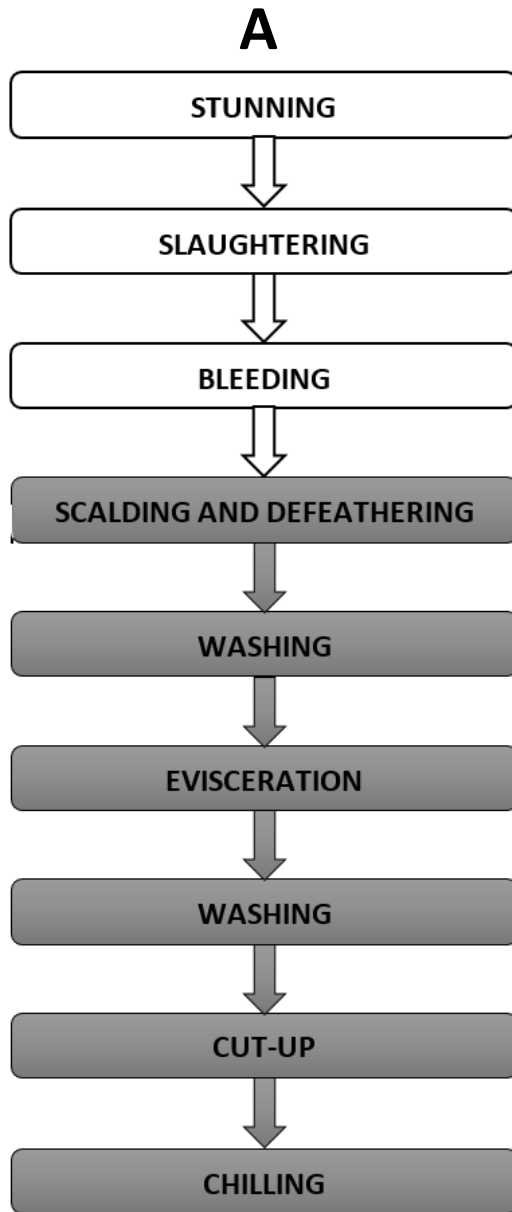 A
STUNNING
SLAUGHTERING
BLEEDING
SCALDING AND DEFEATHERING
WASHING
EVISCERATION
WASHING
CUT-UP
CHILLING